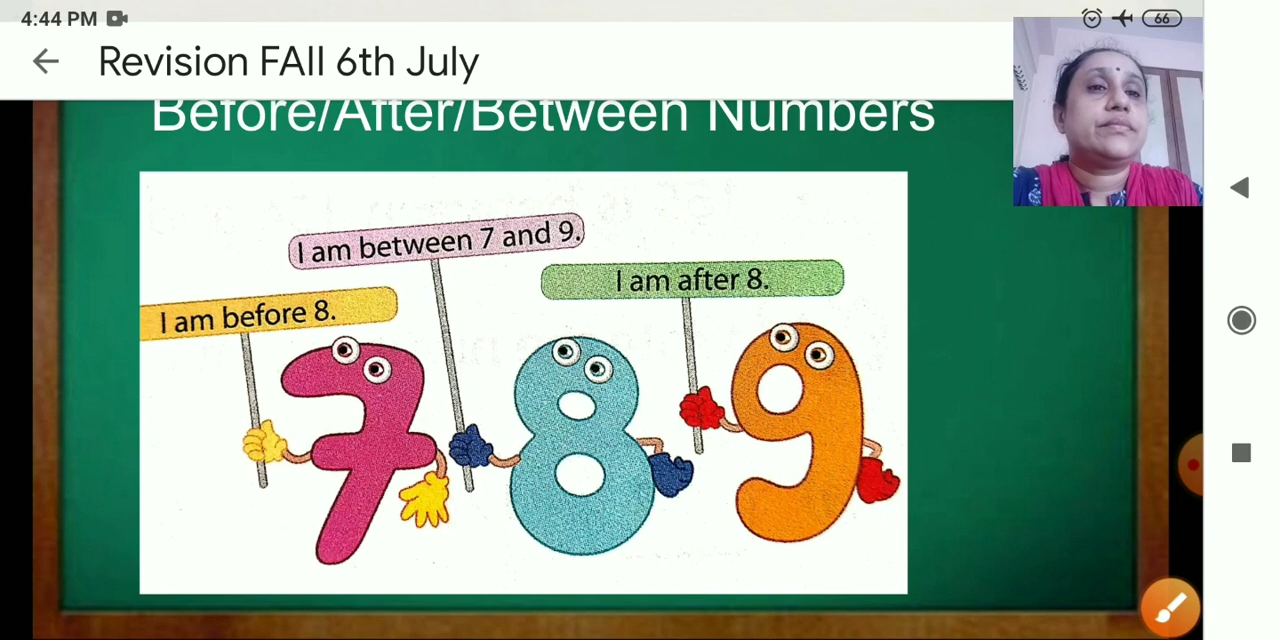 4:44 PM
66
Revision FAII 6th July
Before/After/Between Numbers
I am between 7 and 9.
I am after 8.
I am before 8.
7 8 9